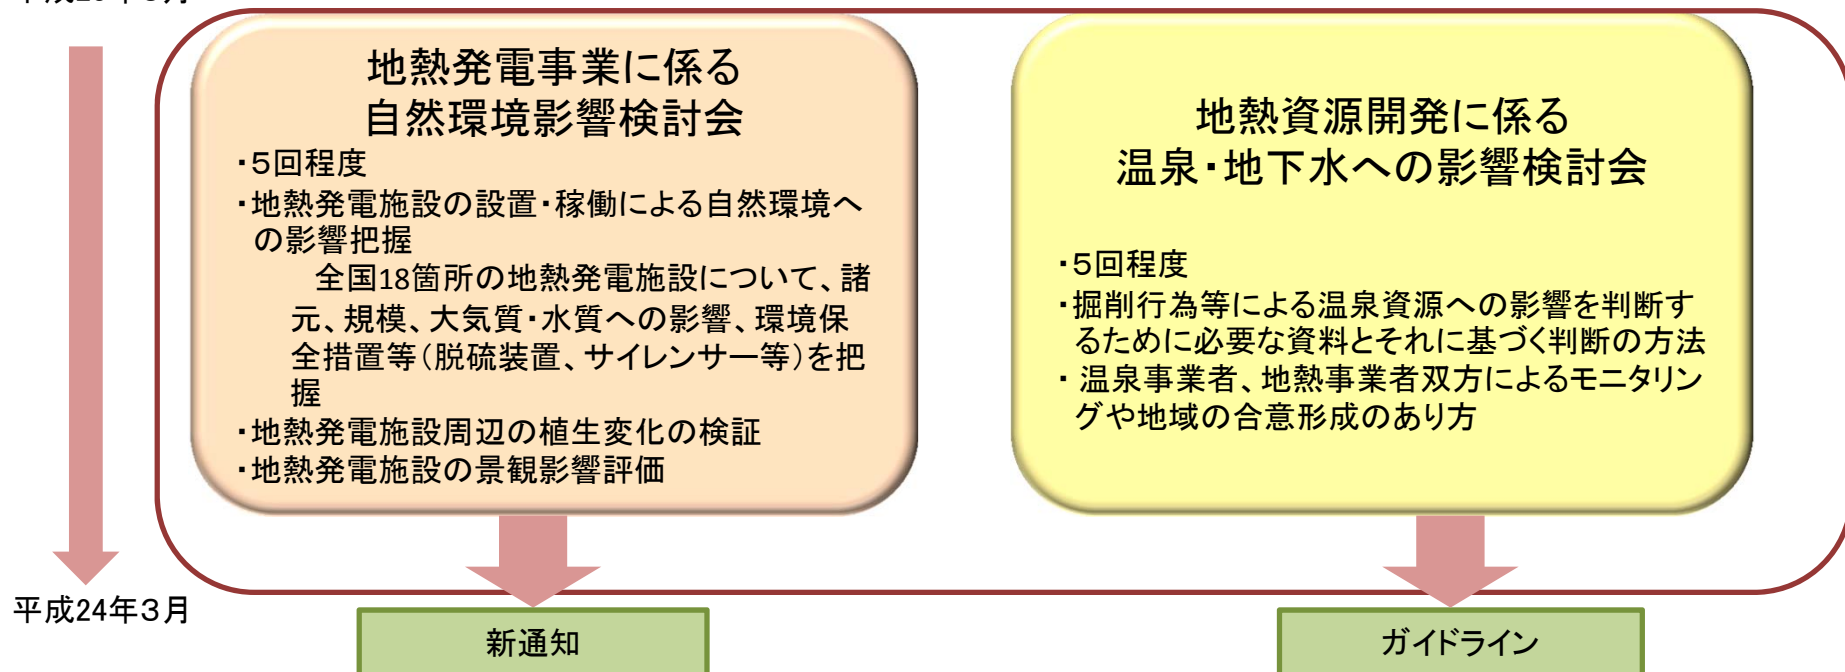 地熱発電事業に係る
自然環境影響検討会
・5回程度
・地熱発電施設の設置・稼働による自然環境へ
の影響把握
全国18箇所の地熱発電施設について、諸
元、規模、大気質・水質への影響、環境保
全措置等(脱硫装置、サイレンサー等)を把
握
・地熱発電施設周辺の植生変化の検証
・地熱発電施設の景観影響評価
地熱資源開発に係る
温泉・地下水への影響検討会
・5回程度
・掘削行為等による温泉資源への影響を判断す
るために必要な資料とそれに基づく判断の方法
・ 温泉事業者、地熱事業者双方によるモニタリン
グや地域の合意形成のあり方
平成24年3月
新通知
ガイドライン